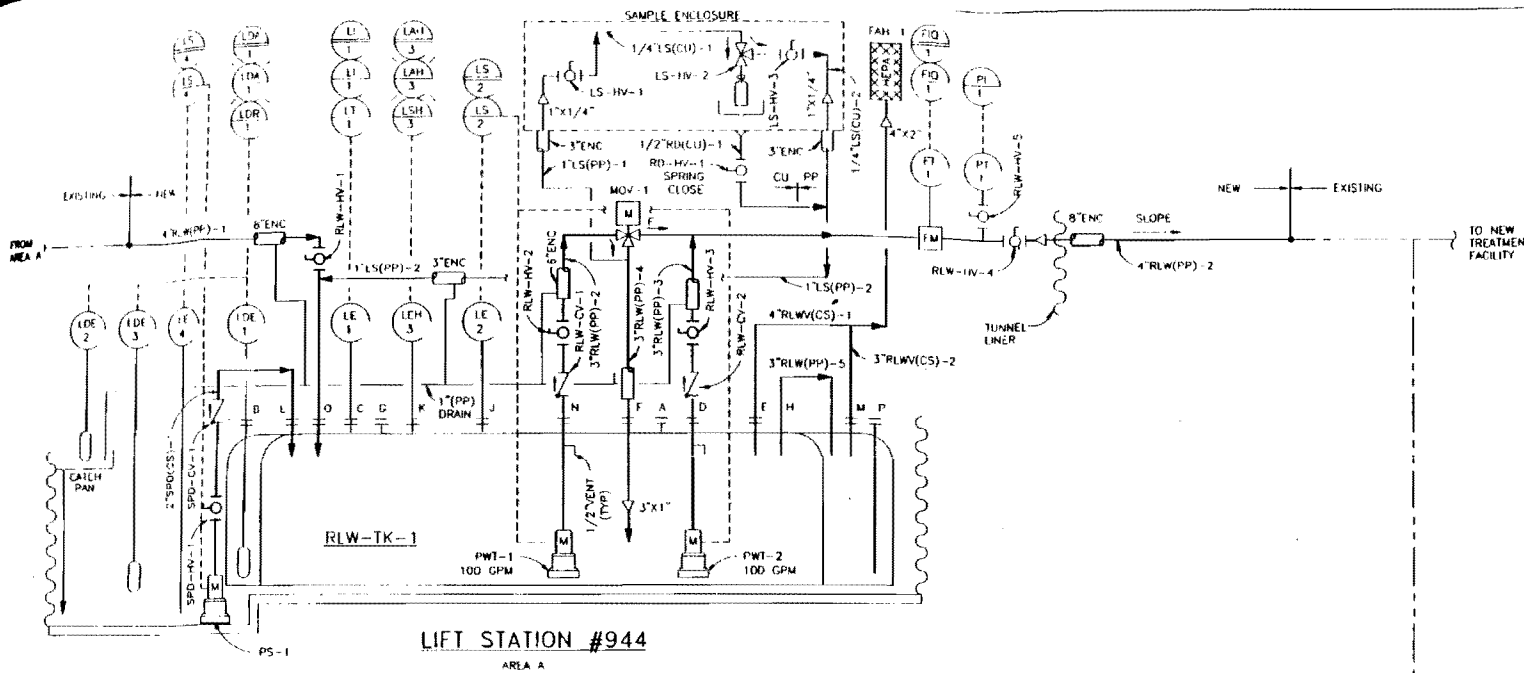 SAMPLE ENCLOSURE
LS
4
LDA
1
LI
1
LAH
3
1/4"LS(CU)-1
LS-HV-2
LS-HV-3
LS-HV-1
1"X1/4"
1"X1/4"
1/4"LS(CU)-2
FAH 1
HEPA
4"X2"
FIQ
1
LS
4
LDA
1
LI
1
LAH
3
LS
2
FIQ
1
PI
1
LDR
1
LT
1
LSH
3
LS
2
3"ENC
1"LS(PP)-1
1/2"RD(CU)-1
RD-HV-1
SPRING
CLOSE
3"ENC
CU
PP
FT
1
PT
1
RLW-HV-5
EXISTING
NEW
MOV-1
M
F
NEW
EXISTING
FROM
AREA A
4"RLW(PP)-1
8"ENC
RLW-HV-1
FM
RLW-HV-4
8"ENC
SLOPE
4"RLW(PP)-2
TO NEW
TREATMEN
FACILITY
1"LS(PP)-2
3"ENC
RLW-HV-2
6"ENC
RLW-CV-1
3"RLW(PP)-2
3"RLW(PP)-4
3"RLW(PP)-3
RLW-HV-3
RLW-CV-2
1"LS(PP)-2
4"RLWV(CS)-1
3"RLWV(CS)-2
3"RLW(PP)-5
TUNNEL
LINER
LDE
2
LDE
3
LE
4
LDE
1
LE
1
LEH
3
LE
2
1"(PP)
DRAIN
B
L
O
C
G
K
J
N
F
A
D
E
H
M
P
CATCH
PAN
2"SPD(CS)-1
SPD-CV-1
SPD-HV-1
M
PS-1
RLW-TK-1
1/2"VENT
(TYP)
3"X1"
M
PWT-1
100 GPM
M
PWT-2
100 GPM
LIFT STATION #944
AREA A